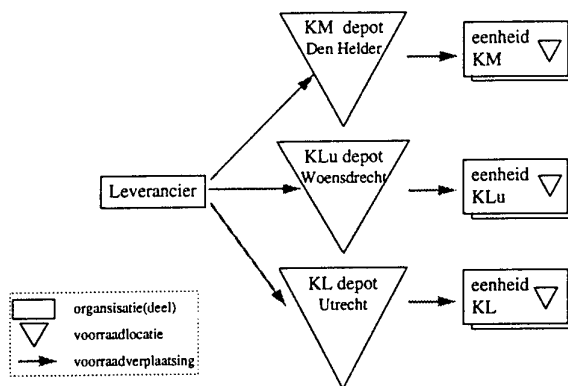 KM depot
Den Helder
eenheid
KM
KLu depot
Woensdrecht
eenheid
KLu
Leverancier
KL depot
Utrecht
eenheid
KL
organsisatie(deel)
voorraadlocatie
voorraadverplaatsing